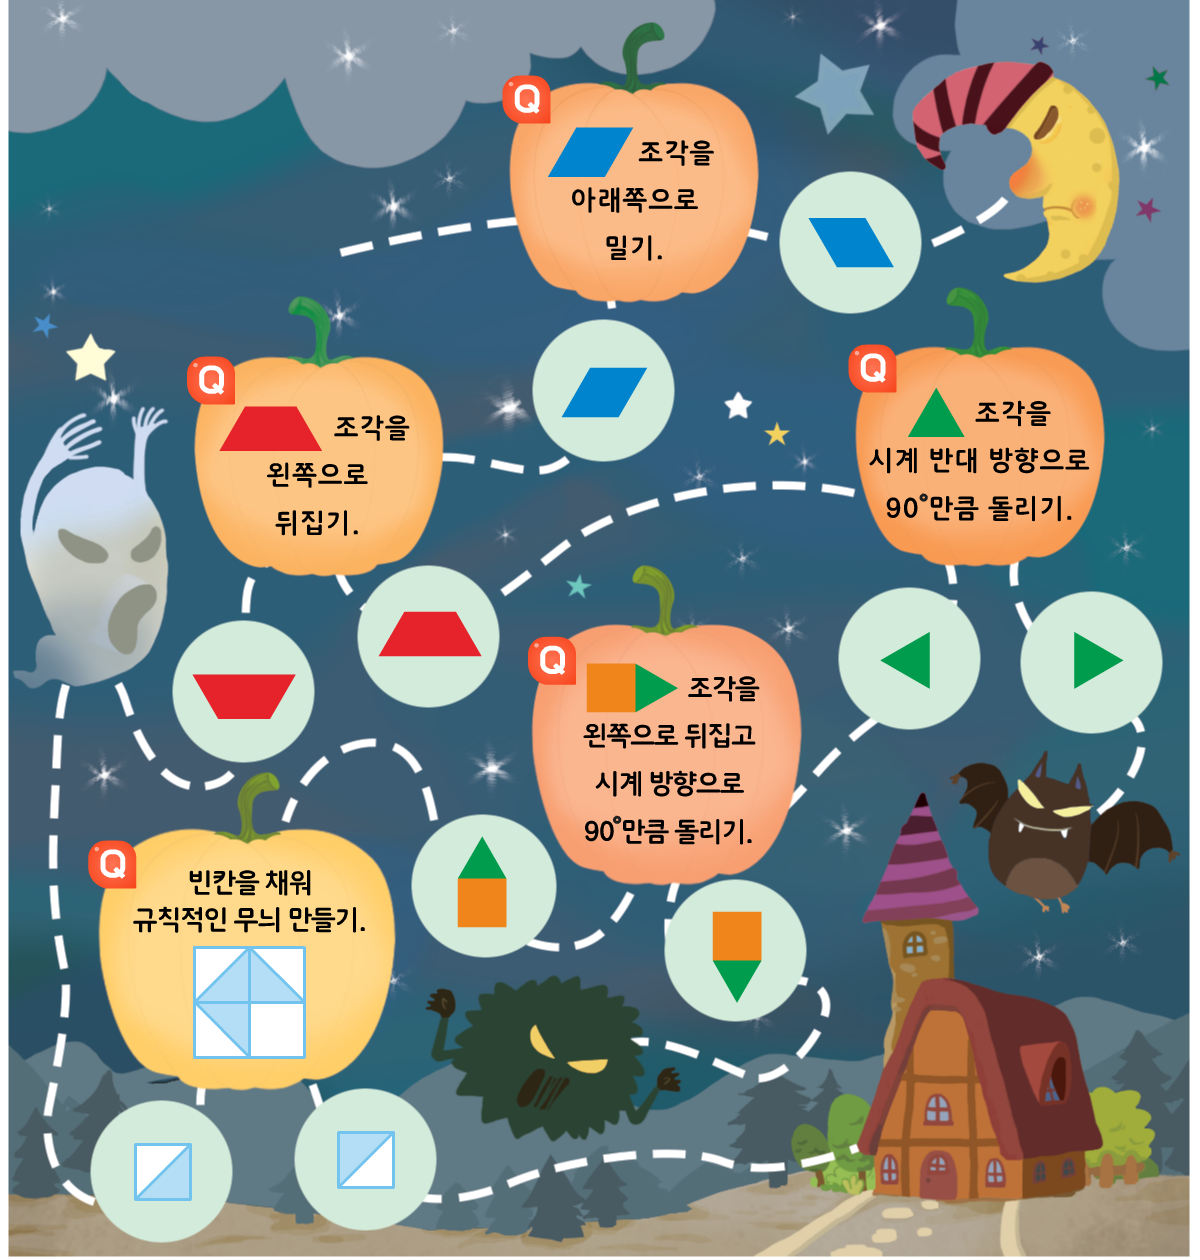 Q
조각을
아래쪽으로
밀기.
Q
조각을
왼쪽으로
뒤집기.
Q
조각을
시계 반대 방향으로
90°만큼 돌리기.
Q
조각을
왼쪽으로 뒤집고
시계 방향으로
90°만큼 돌리기.
Q
빈칸을 채워
규칙적인 무늬 만들기.